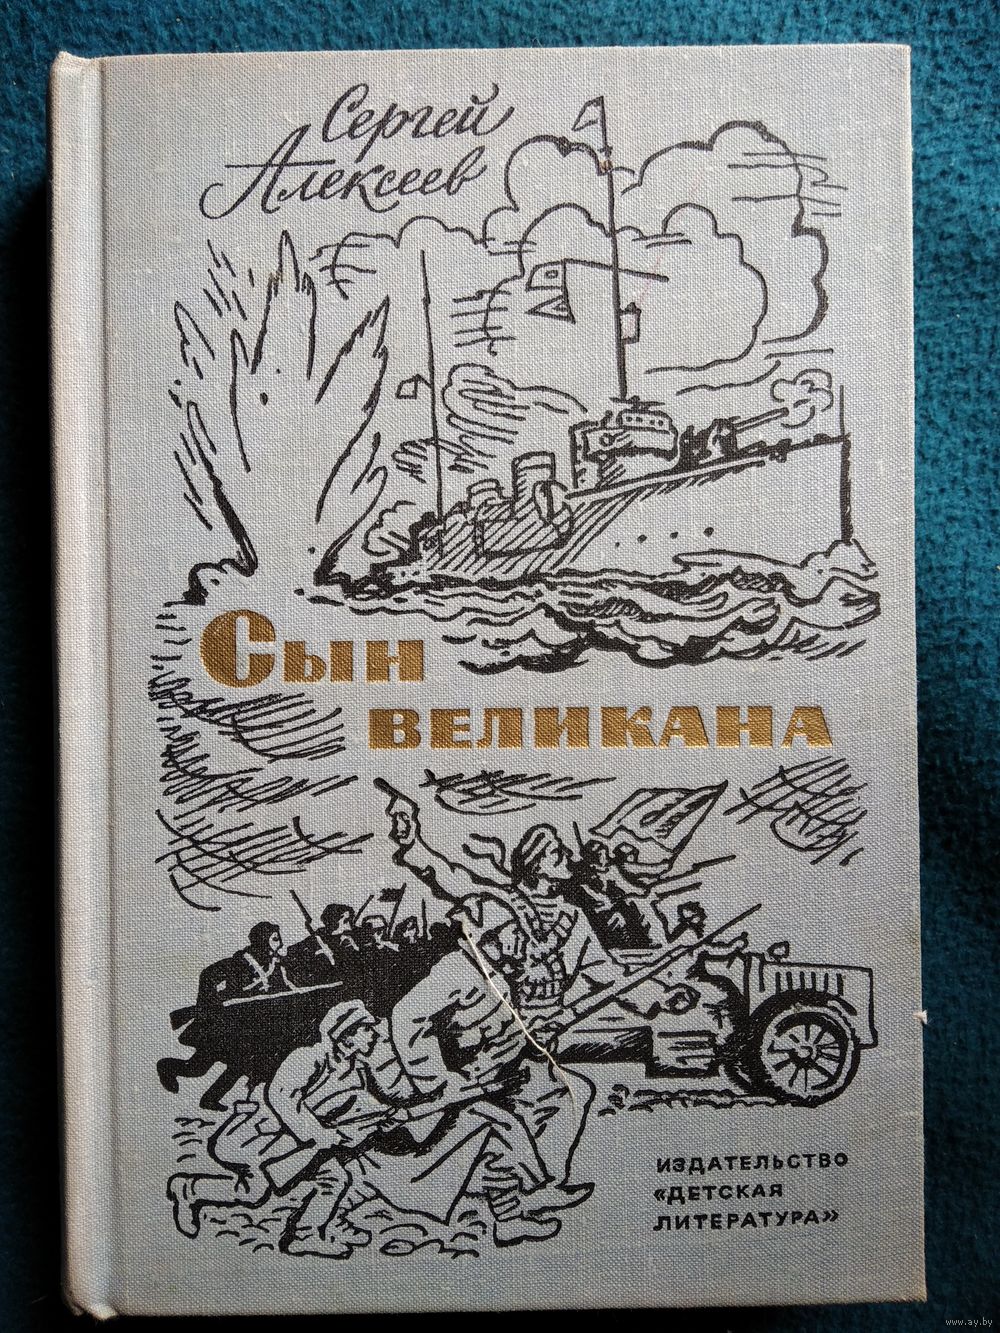 Сергей
Алексеев
Сын
великана
ИЗДАТЕЛЬСТВО
«ДЕТСКАЯ
ЛИТЕРАТУРА»
www.ay.by